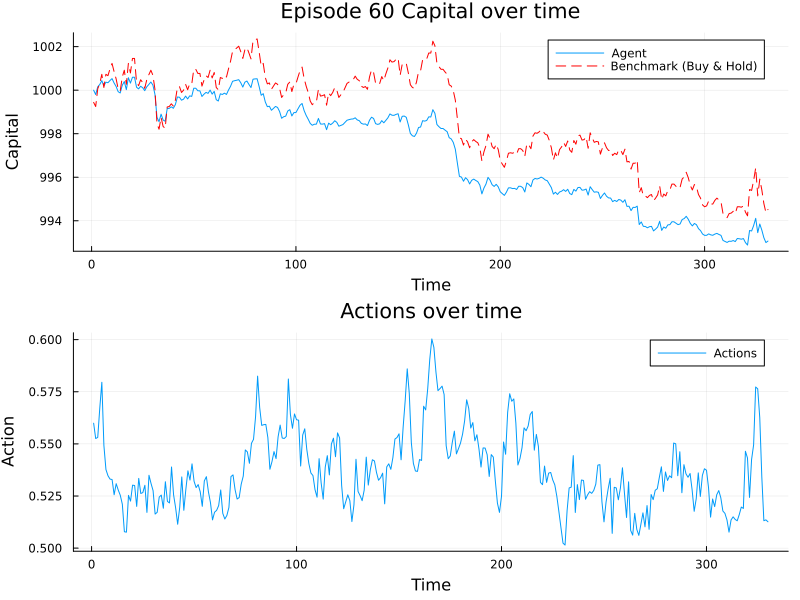 Episode 60 Capital over time
1002
1000
998
996
994
Capital
Agent
Benchmark (Buy & Hold)
0
100
200
300
Time
Actions over time
0.600
0.575
0.550
0.525
0.500
Action
Actions
0
100
200
300
Time